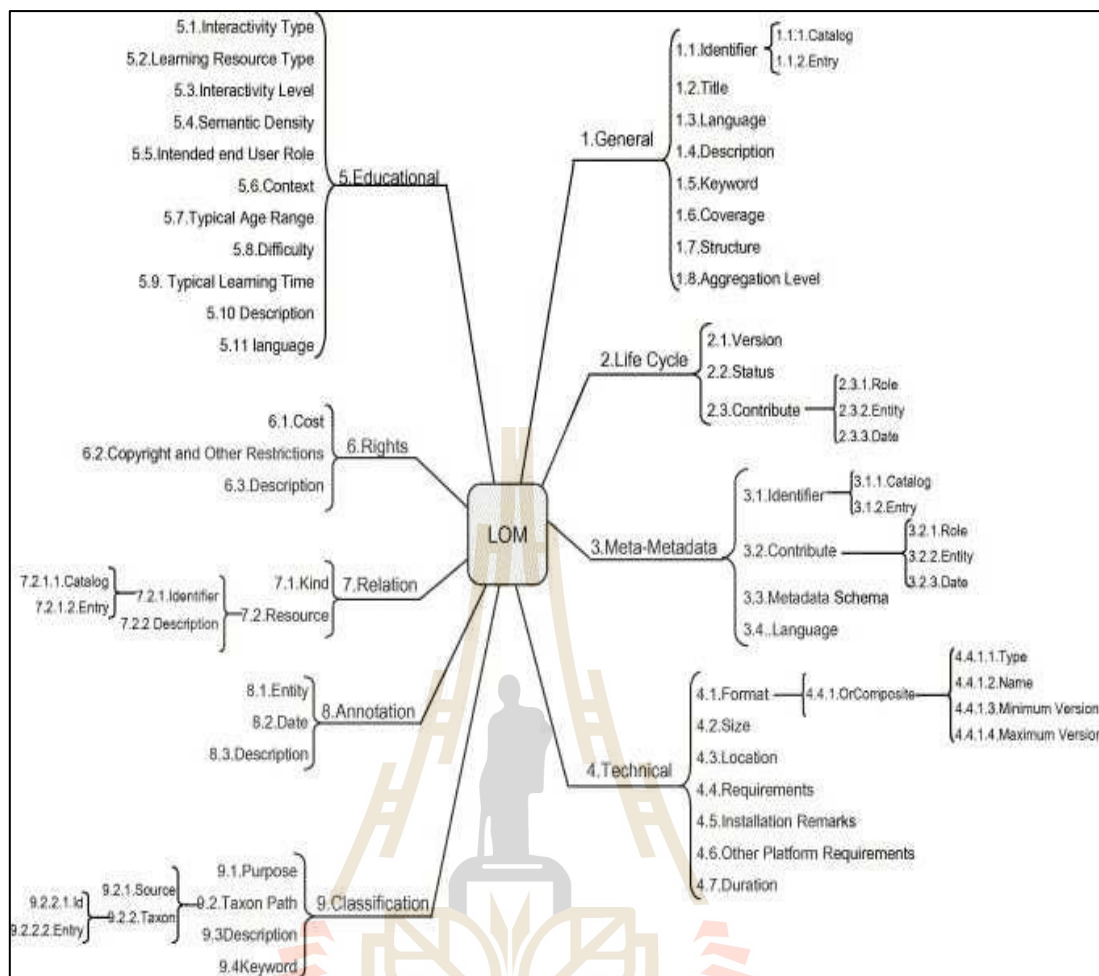 LOM
1.General
1.1.Identifier
1.1.1.Catalog
1.1.2.Entry
1.2.Title
1.3.Language
1.4.Description
1.5.Keyword
1.6.Coverage
1.7.Structure
1.8.Aggregation Level
2.Life Cycle
2.1.Version
2.2.Status
2.3.Contribute
2.3.1.Role
2.3.2.Entity
2.3.3.Date
3.Meta-Metadata
3.1.Identifier
3.1.1.Catalog
3.1.2.Entry
3.2.Contribute
3.2.1.Role
3.2.2.Entity
3.2.3.Date
3.3.Metadata Schema
3.4..Language
4.Technical
4.1.Format
4.4.1.OrComposite
4.4.1.1.Type
4.4.1.2.Name
4.4.1.3.Minimum Version
4.4.1.4.Maximum Version
4.2.Size
4.3.Location
4.4.Requirements
4.5.Installation Remarks
4.6.Other Platform Requirements
4.7.Duration
5.Educational
5.1.Interactivity Type
5.2.Learning Resource Type
5.3.Interactivity Level
5.4.Semantic Density
5.5.Intended end User Role
5.6.Context
5.7.Typical Age Range
5.8.Difficulty
5.9. Typical Learning Time
5.10 Description
5.11 language
6.Rights
6.1.Cost
6.2.Copyright and Other Restrictions
6.3.Description
7.Relation
7.1.Kind
7.2.Resource
7.2.1.Identifier
7.2.1.1.Catalog
7.2.1.2.Entry
7.2.2 Description
8.Annotation
8.1.Entity
8.2.Date
8.3.Description
9.Classification
9.1.Purpose
9.2.Taxon Path
9.2.1.Source
9.2.2.Taxon
9.2.2.1.Id
9.2.2.2.Entry
9.3Description
9.4Keyword